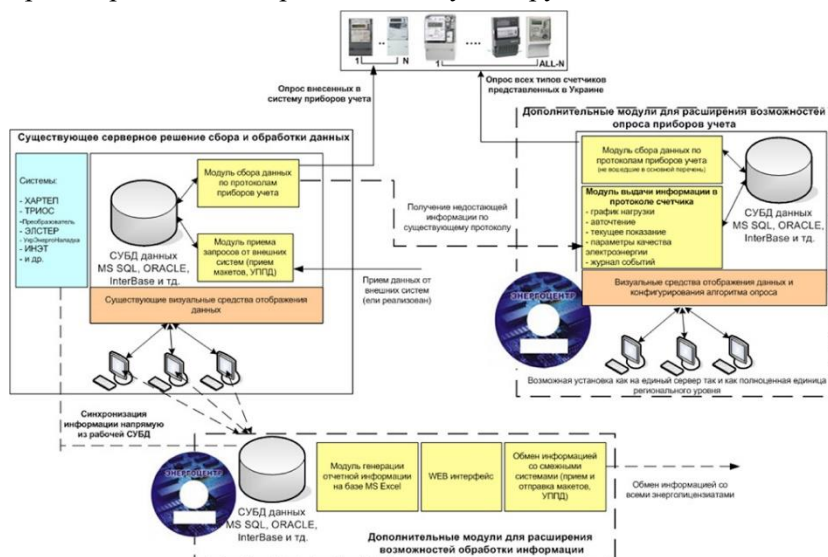 1 .. N
1 ... ALL-N
Опрос внесенных в
систему приборов учета
Опрос всех типов счетчиков
представленных в Украине
Существующее серверное решение сбора и обработки данных
Системы:
- ХАРТЕП
- ТРИОС
-Преобразователь
- ЭЛСТЕР
- УкрЭнергоНаладка
- ИНЭТ
- и др.
СУБД данных
MS SQL, ORACLE,
InterBase и тд.
Модуль сбора данных
по протоколам
приборов учета
Модуль приема
запросов от внешних
систем (прием
макетов, УППД)
Существующие визуальные средства отображения
данных
Получение недостающей
информации по
существующему протоколу
Прием данных от
внешних систем
(ели реализован)
Дополнительные модули для расширения возможностей
опроса приборов учета
Модуль сбора данных по
протоколам приборов учета
(не вошедшие в основной перечень)
Модуль выдачи информации в
протоколе счетчика
- график нагрузки
- авточтение
- текущее показание
- параметры качества
электроэнергии
- журнал событий
СУБД данных
MS SQL, ORACLE,
InterBase и тд.
Визуальные средства отображения данных и
конфигурирования алгоритма опроса
ЭНЕРГОЦЕНТР
Возможная установка как на единый сервер так и как полноценная единица
регионального уровня
Синхронизация
информации напрямую
из рабочей СУБД
ЭНЕРГОЦЕНТР
СУБД данных
MS SQL, ORACLE,
InterBase и тд.
Модуль генерации
отчетной информации
на базе MS Excel
WEB интерфейс
Обмен информацией
со смежными
системами (прием и
отправка макетов,
УППД)
Обмен информацией со
всеми энерголицензиатами
Дополнительные модули для расширения
возможностей обработки информации